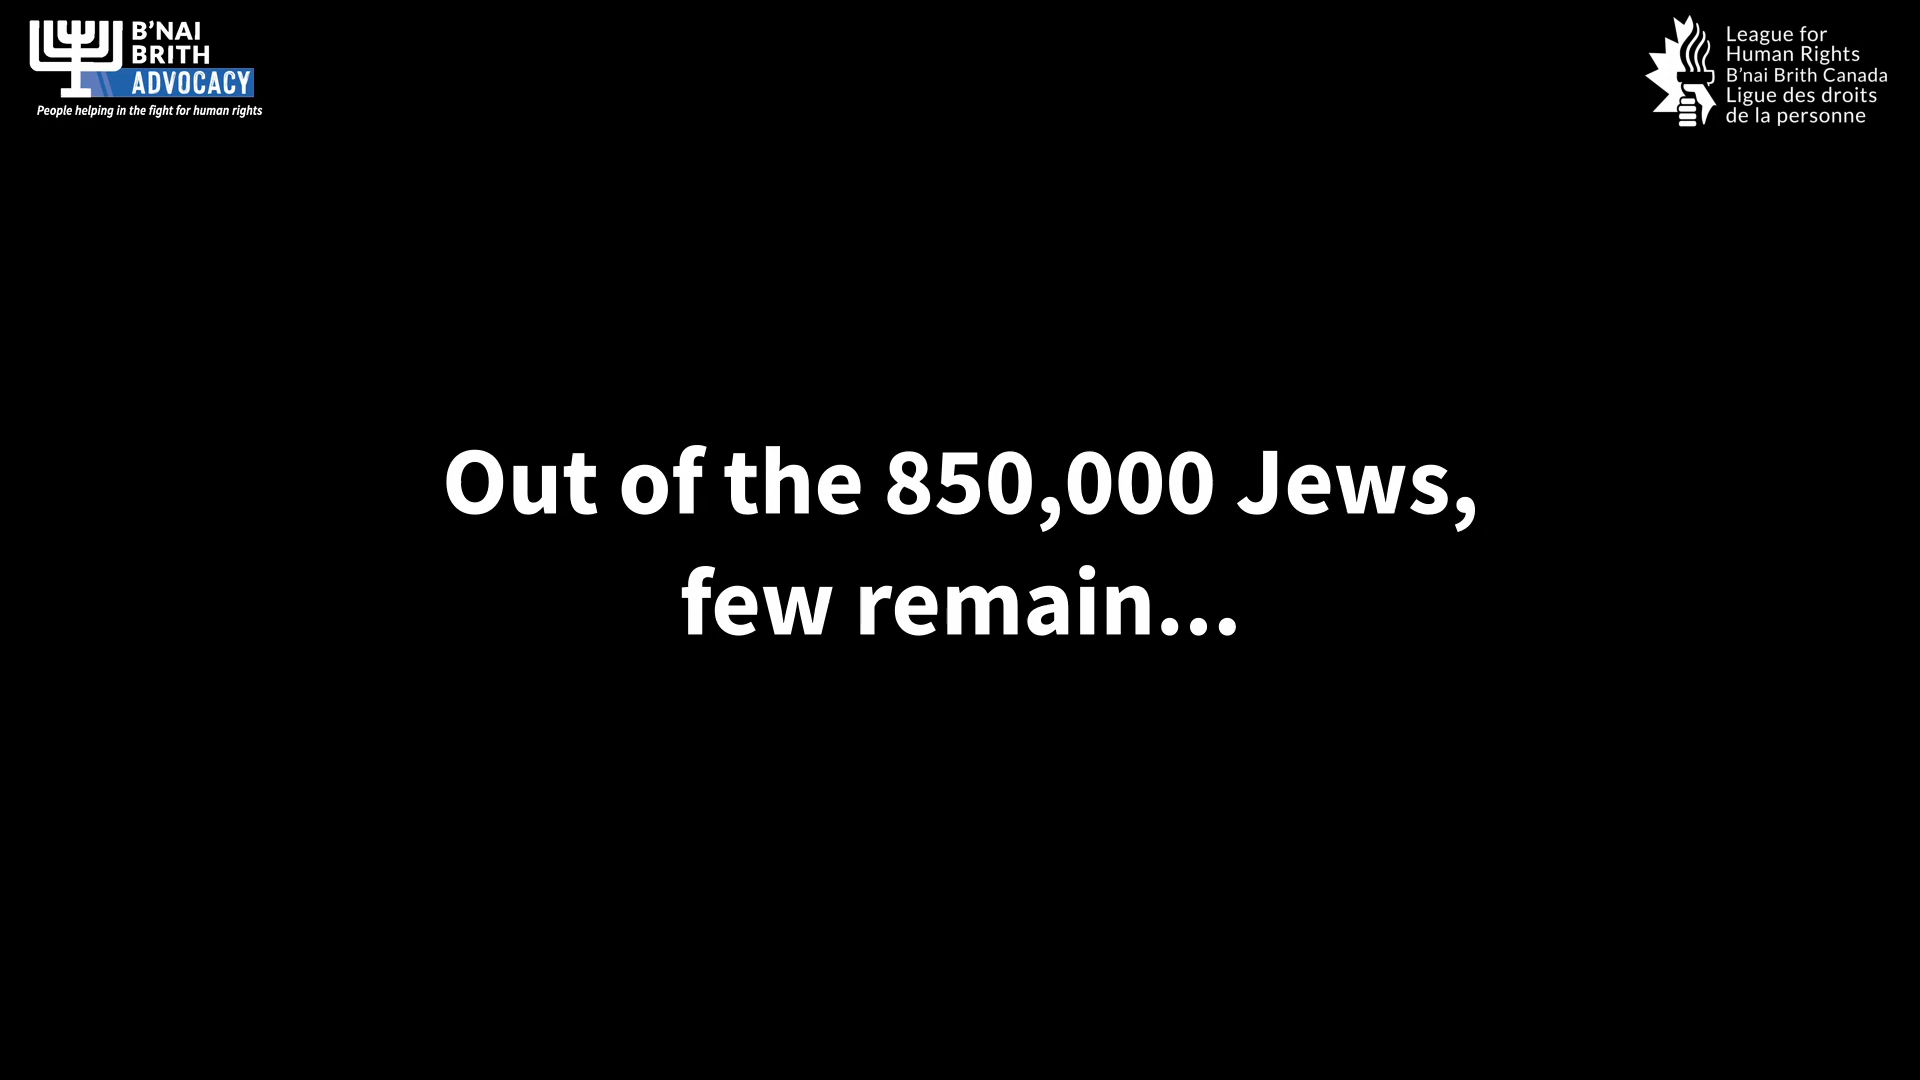 B'NAI
BRITH
ADVOCACY
People helping in the fight for human rights
League for
Human Rights
B'nai Brith Canada
Ligue des droits
de la personne
Out of the 850,000 Jews,
few remain...